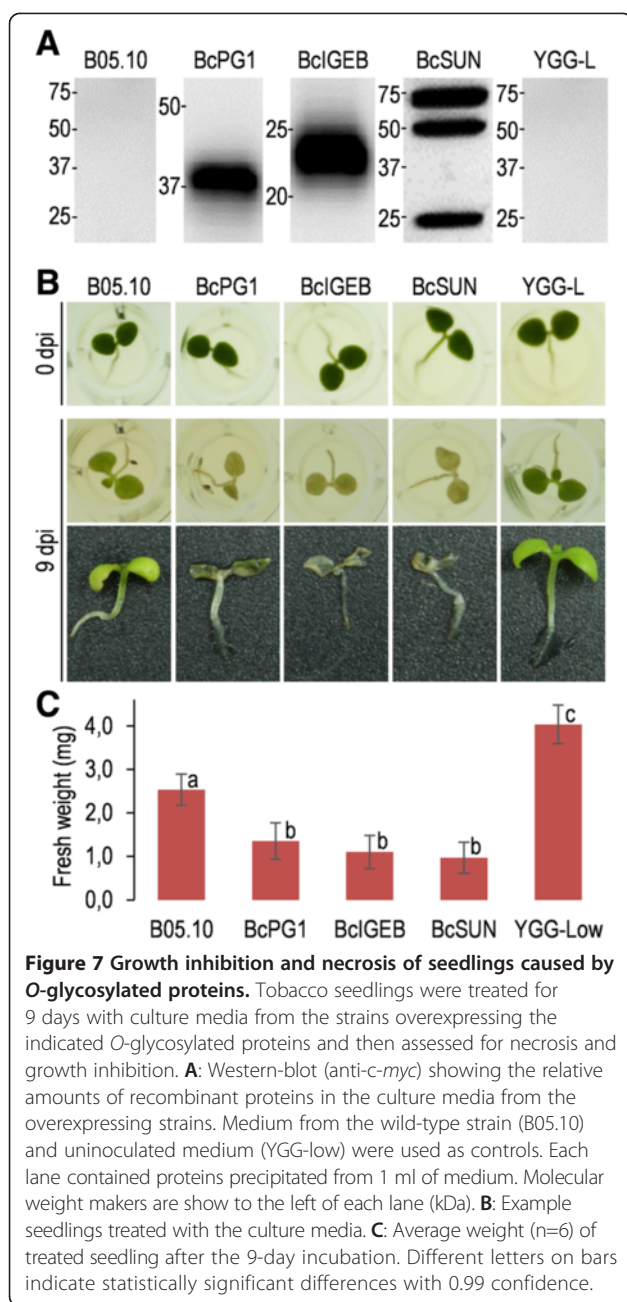 A
B05.10 BcPG1 BcIGEB BcSUN YGG-L
75- 50- 25- 75- 75-
50- 37- 20- 50- 50-
37- 37- 37-
25- 25- 25-
B
B05.10 BcPG1 BcIGEB BcSUN YGG-L
0 dpi
9 dpi
C
Fresh weight (mg)
4,0
3,0
2,0
1,0
0,0
a b b b c
B05.10 BcPG1 BcIGEB BcSUN YGG-Low
Figure 7 Growth inhibition and necrosis of seedlings caused by
O-glycosylated proteins. Tobacco seedlings were treated for
9 days with culture media from the strains overexpressing the
indicated O-glycosylated proteins and then assessed for necrosis and
growth inhibition. A: Western-blot (anti-c-myc) showing the relative
amounts of recombinant proteins in the culture media from the
overexpressing strains. Medium from the wild-type strain (B05.10)
and uninoculated medium (YGG-low) were used as controls. Each
lane contained proteins precipitated from 1 ml of medium. Molecular
weight makers are show to the left of each lane (kDa). B: Example
seedlings treated with the culture media. C: Average weight (n=6) of
treated seedling after the 9-day incubation. Different letters on bars
indicate statistically significant differences with 0.99 confidence.